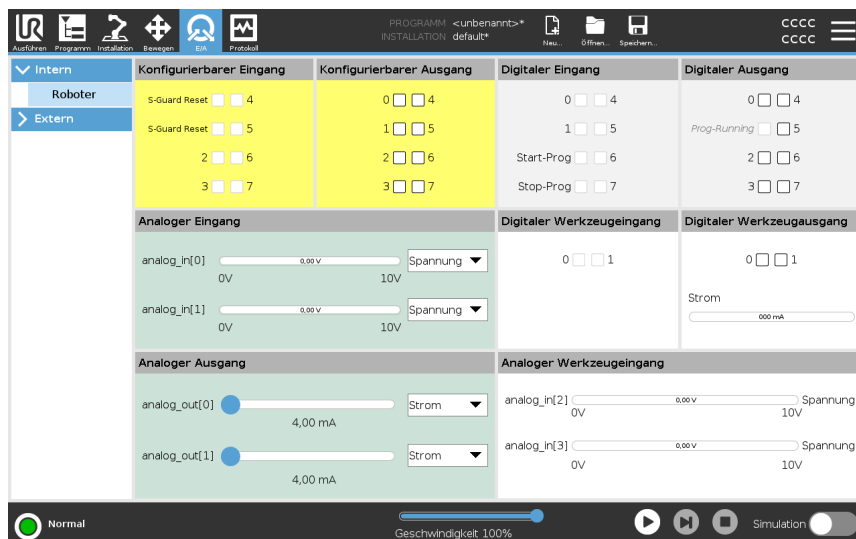 UR
PROGRAMM <unbenannt>*
INSTALLATION default*
CCCC
CCCC
Ausführen Programm Installation Bewegen E/A Protokoll Neu... Öffnen... Speichern...
Intern
Roboter
Extern
Konfigurierbarer Eingang
S-Guard Reset 4
S-Guard Reset 5
2 6
3 7
Konfigurierbarer Ausgang
0 4
1 5
2 6
3 7
Digitaler Eingang
0 4
1 5
Start-Prog 6
Stop-Prog 7
Digitaler Ausgang
0 4
Prog-Running 5
2 6
3 7
Analoger Eingang
analog_in[0] 0,00 V Spannung
0V 10V
analog_in[1] 0,00 V Spannung
0V 10V
Digitaler Werkzeugeingang
0 1
Digitaler Werkzeugausgang
0 1
Strom
000 mA
Analoger Ausgang
analog_out[0] Strom
4,00 mA
analog_out[1] Strom
4,00 mA
Analoger Werkzeugeingang
analog_in[2] 0,00 V Spannung
0V 10V
analog_in[3] 0,00 V Spannung
0V 10V
Normal
Geschwindigkeit 100%
Simulation